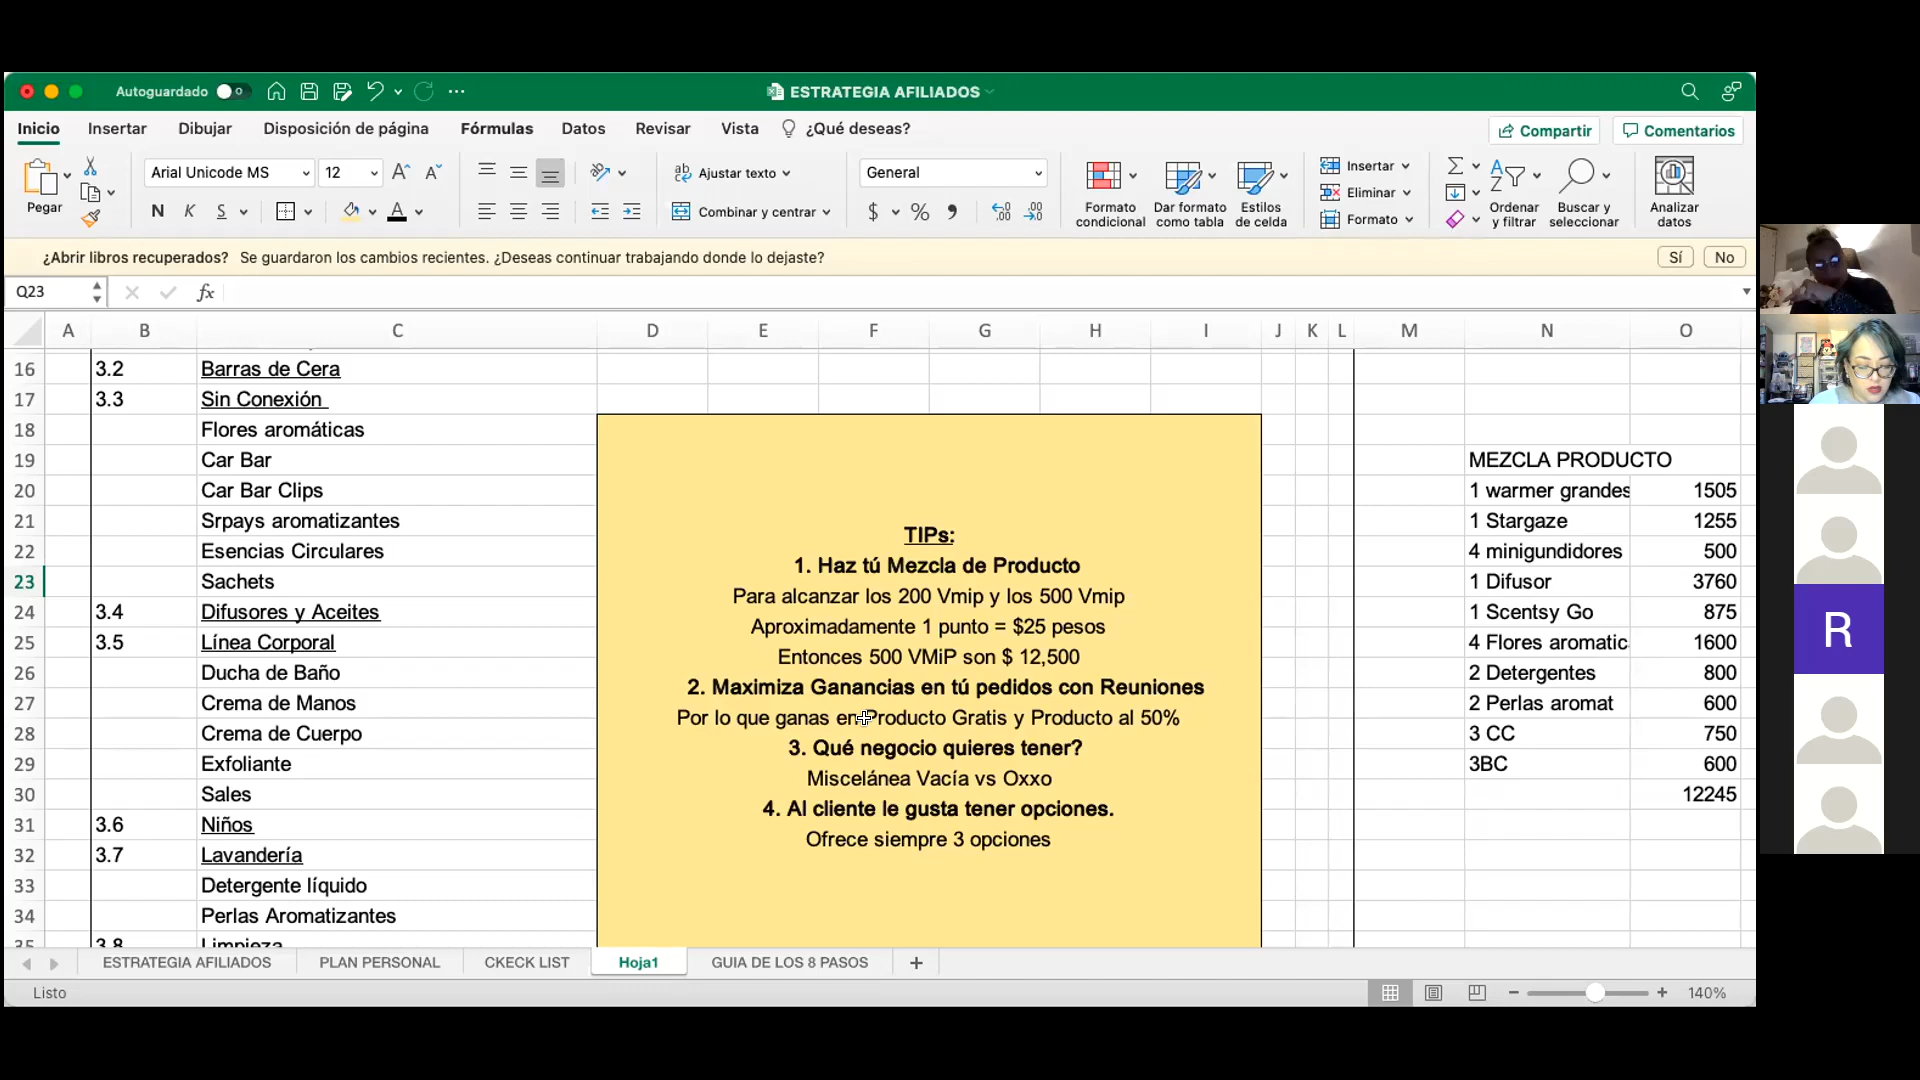 Autoguardado
ESTRATEGIA AFILIADOS
Inicio Insertar Dibujar Disposición de página Fórmulas Datos Revisar Vista ¿Qué deseas? Compartir Comentarios
Pegar
Arial Unicode MS 12
N K S
Ajustar texto
Combinar y centrar
General
$ %
Formato condicional
Dar formato como tabla
Estilos de celda
Insertar
Eliminar
Formato
Ordenar y filtrar
Buscar y seleccionar
Analizar datos
¿Abrir libros recuperados? Se guardaron los cambios recientes. ¿Deseas continuar trabajando donde lo dejaste? Sí No
Q23 fx
A B C D E F G H I J K L M N O
16 3.2 Barras de Cera
17 3.3 Sin Conexión
18 Flores aromáticas
19 Car Bar MEZCLA PRODUCTO
20 Car Bar Clips 1 warmer grandes 1505
21 Srpays aromatizantes 1 Stargaze 1255
22 Esencias Circulares 4 minigundidores 500
23 Sachets 1 Difusor 3760
24 3.4 Difusores y Aceites 1 Scentsy Go 875
25 3.5 Línea Corporal 4 Flores aromatic 1600
26 Ducha de Baño 2 Detergentes 800
27 Crema de Manos 2 Perlas aromat 600
28 Crema de Cuerpo 3 CC 750
29 Exfoliante 3BC 600
30 Sales 12245
31 3.6 Niños
32 3.7 Lavandería
33 Detergente líquido
34 Perlas Aromatizantes
35 3.8 Limpieza
TIPs:
1. Haz tú Mezcla de Producto
Para alcanzar los 200 Vmip y los 500 Vmip
Aproximadamente 1 punto = $25 pesos
Entonces 500 VMiP son $ 12,500
2. Maximiza Ganancias en tú pedidos con Reuniones
Por lo que ganas en Producto Gratis y Producto al 50%
3. Qué negocio quieres tener?
Miscelánea Vacía vs Oxxo
4. Al cliente le gusta tener opciones.
Ofrece siempre 3 opciones
R
ESTRATEGIA AFILIADOS PLAN PERSONAL CKECK LIST Hoja1 GUIA DE LOS 8 PASOS
Listo 140%